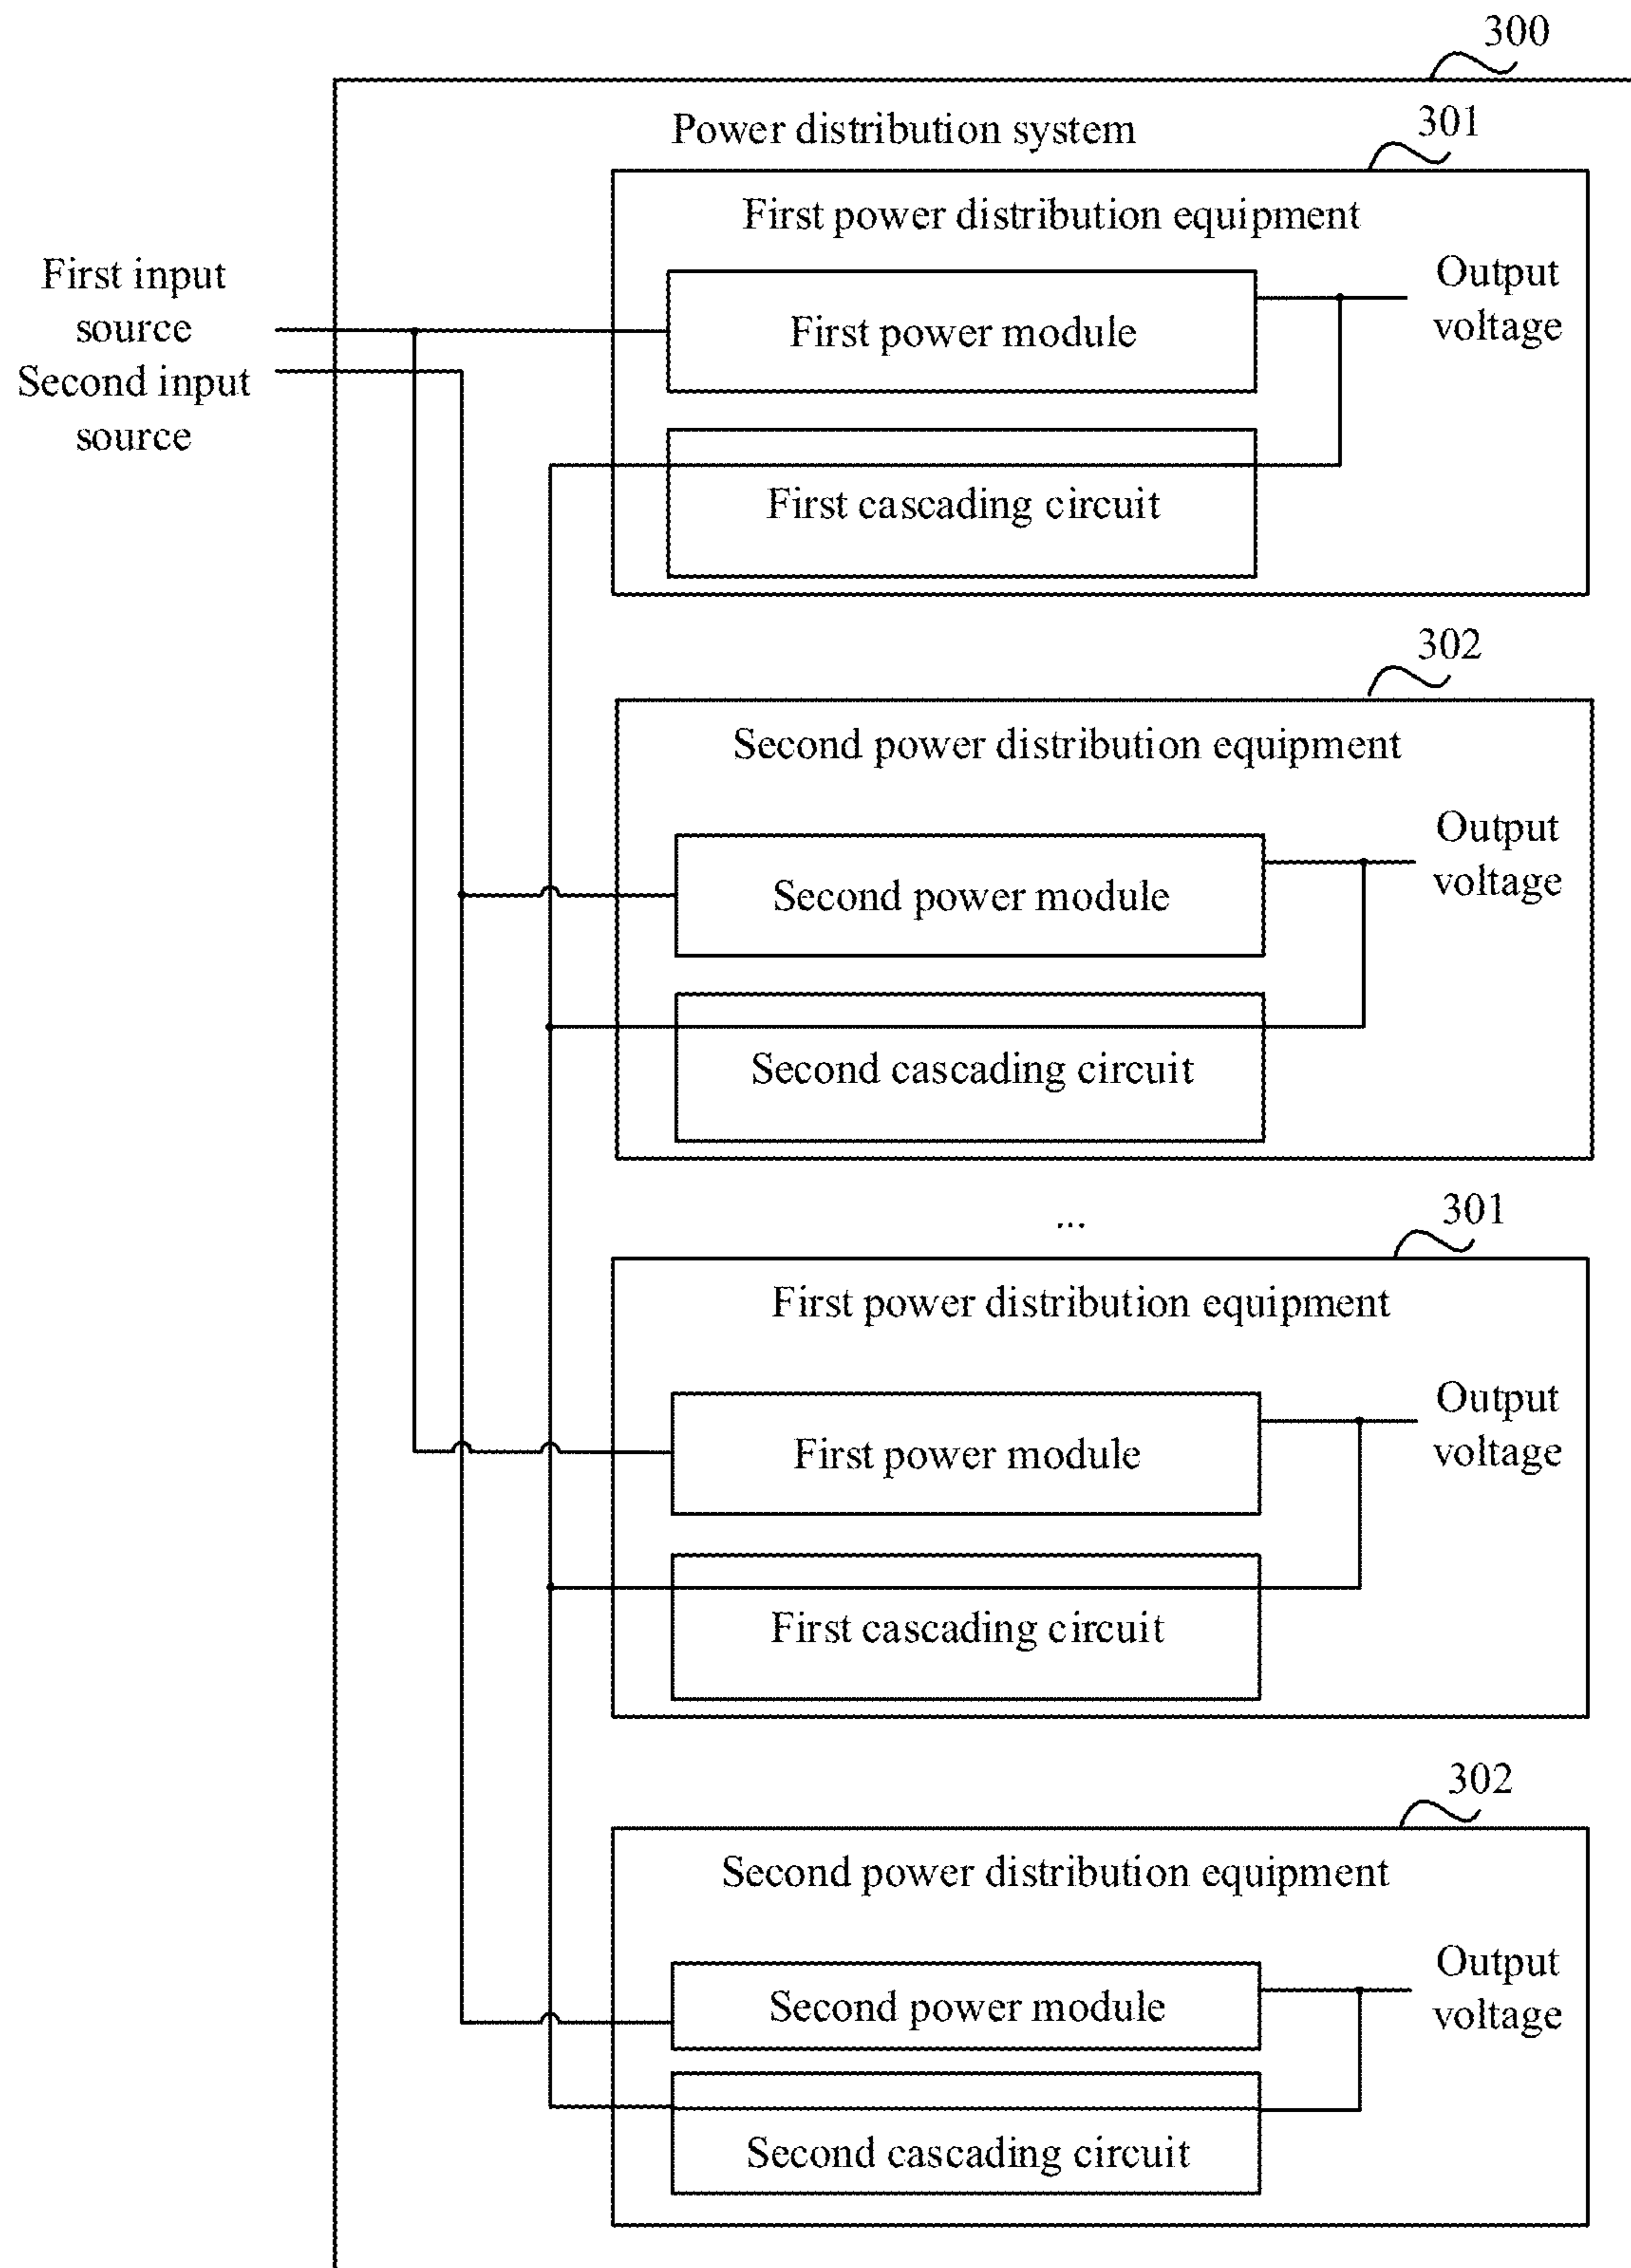 300
Power distribution system
301
First power distribution equipment
First input
source
Second input
source
First power module
Output
voltage
First cascading circuit
302
Second power distribution equipment
Second power module
Output
voltage
Second cascading circuit
...
301
First power distribution equipment
First power module
Output
voltage
First cascading circuit
302
Second power distribution equipment
Second power module
Output
voltage
Second cascading circuit